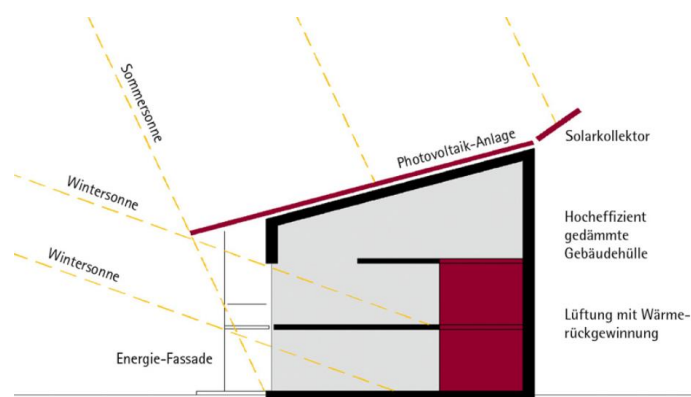 Sommersonne
Photovoltaik-Anlage
Solarkollektor
Wintersonne
Hocheffizient
gedämmte
Gebäudehülle
Wintersonne
Lüftung mit Wärme-
rückgewinnung
Energie-Fassade